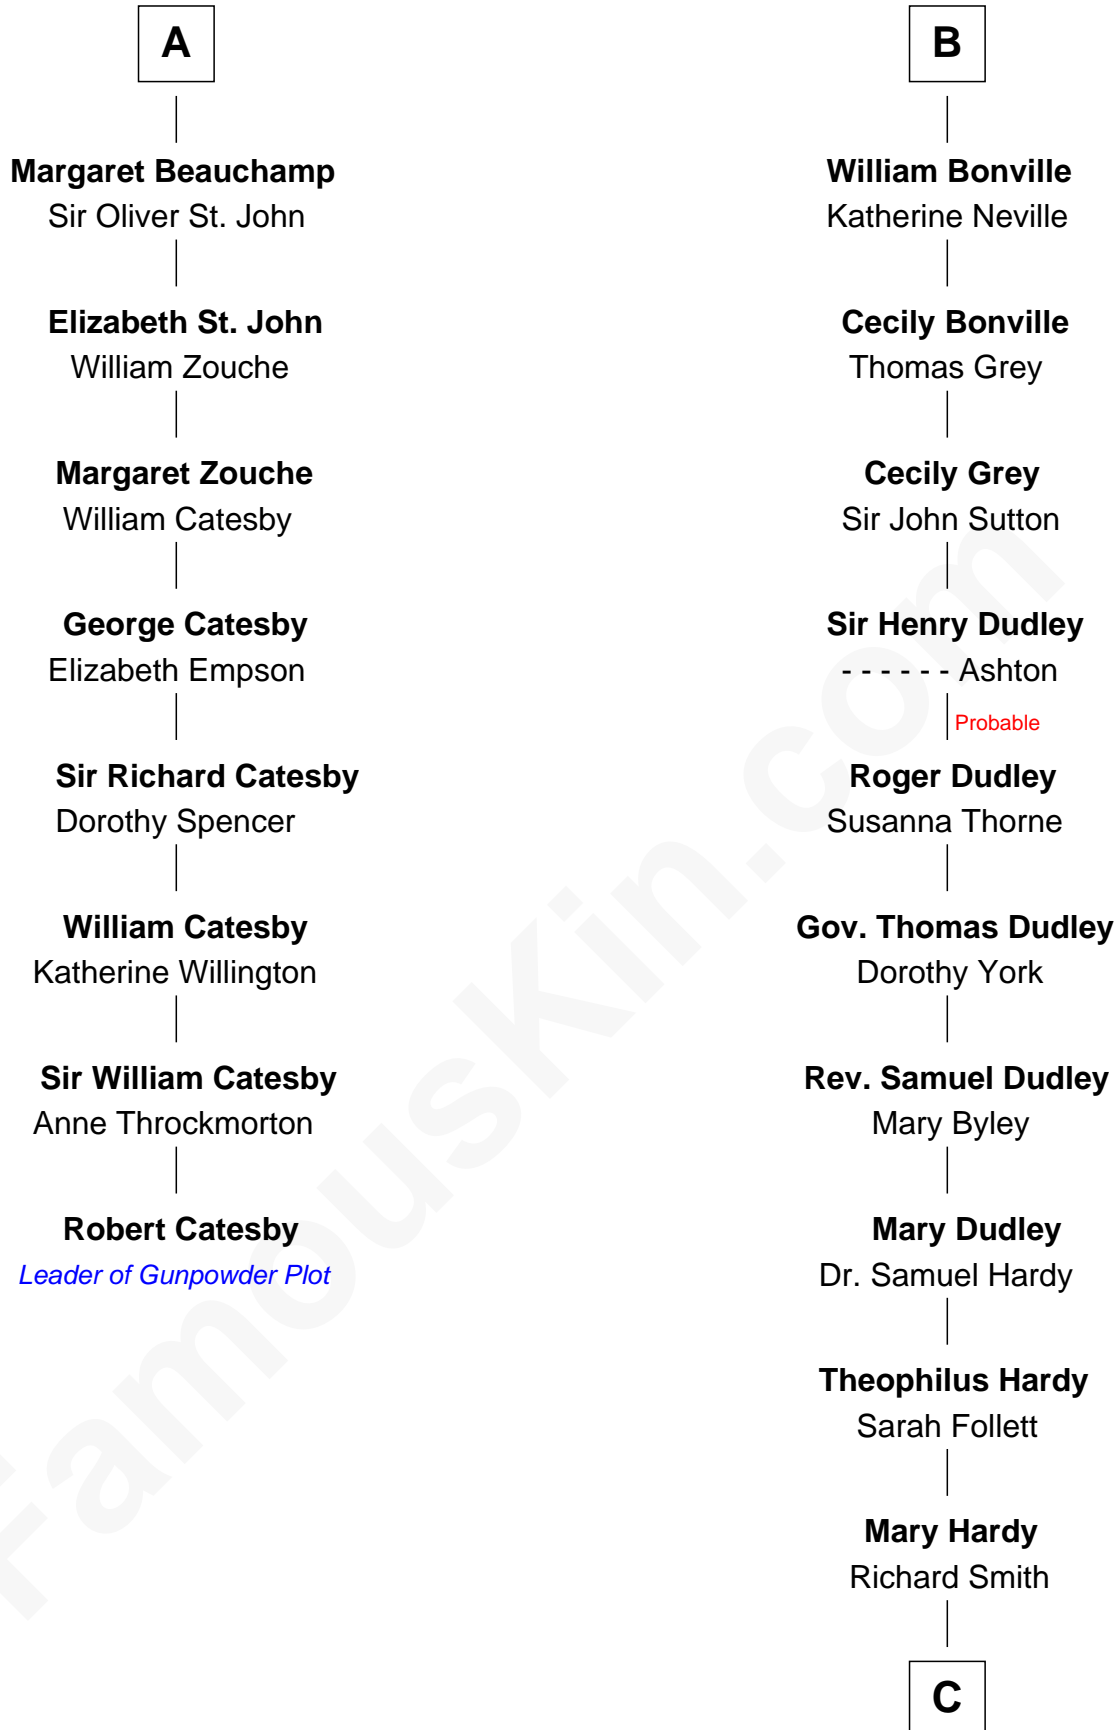 A
Margaret Beauchamp
Sir Oliver St. John
Elizabeth St. John
William Zouche
Margaret Zouche
William Catesby
George Catesby
Elizabeth Empson
Sir Richard Catesby
Dorothy Spencer
William Catesby
Katherine Willington
Sir William Catesby
Anne Throckmorton
Robert Catesby
Leader of Gunpowder Plot
B
William Bonville
Katherine Neville
Cecily Bonville
Thomas Grey
Cecily Grey
Sir John Sutton
Sir Henry Dudley
- - - - - - Ashton
Probable
Roger Dudley
Susanna Thorne
Gov. Thomas Dudley
Dorothy York
Rev. Samuel Dudley
Mary Byley
Mary Dudley
Dr. Samuel Hardy
Theophilus Hardy
Sarah Follett
Mary Hardy
Richard Smith
C
FamousKin.com